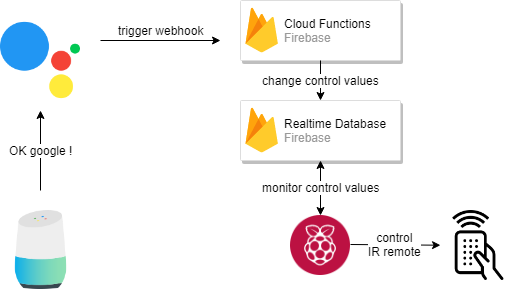 trigger webhook
Cloud Functions
Firebase
change control values
Realtime Database
Firebase
OK google !
monitor control values
control
IR remote